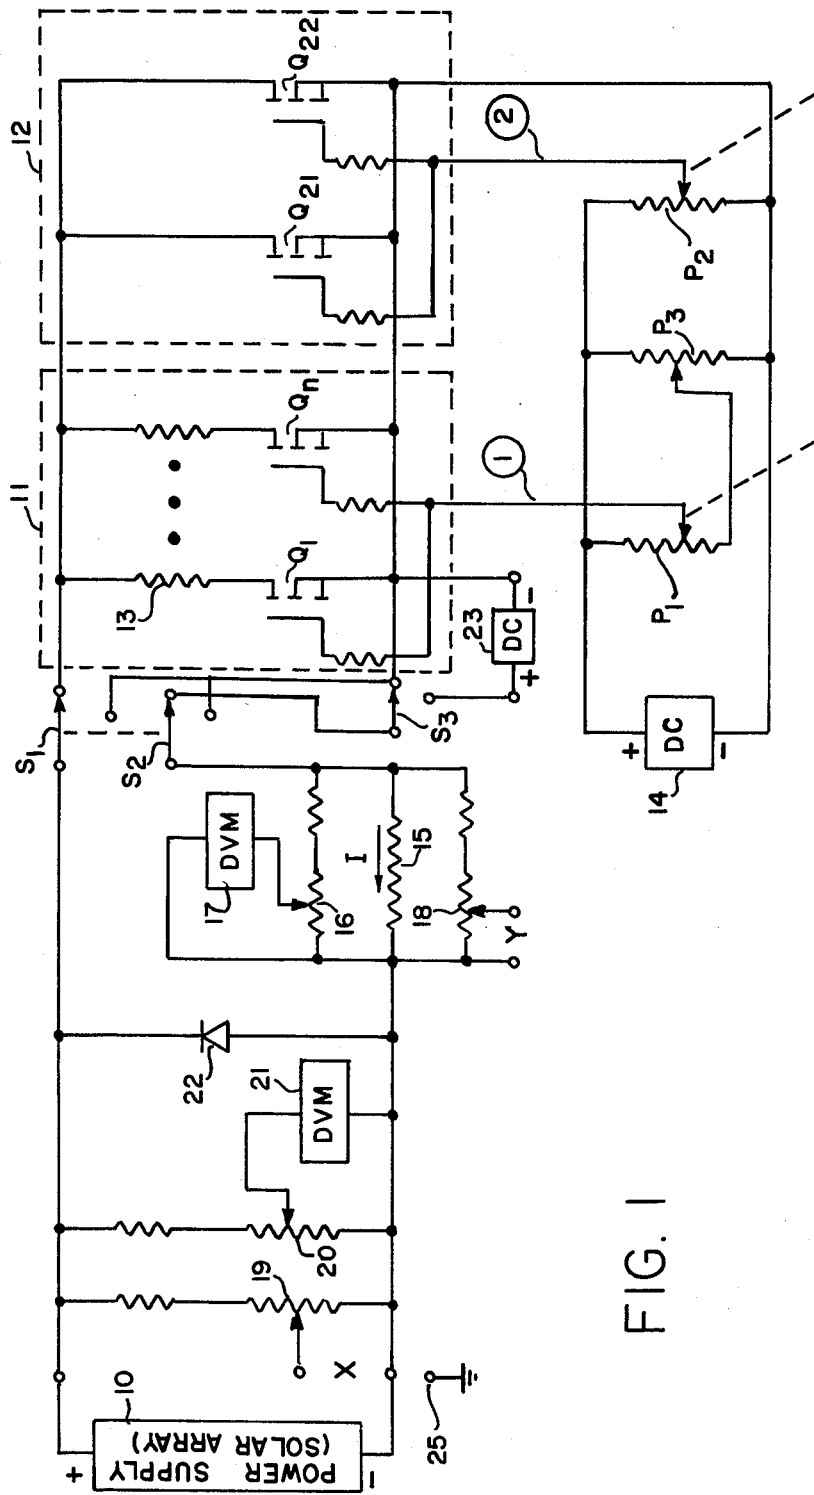 12
Q22
Q21
2
P2
11
Qn
Q1
13
1
P3
P1
23
DC
+
-
S1
S2
S3
DC
14
+
-
DVM
17
16
I
15
18
Y
22
DVM
21
20
19
X
10
POWER SUPPLY
(SOLAR ARRAY)
+
-
25
FIG. 1